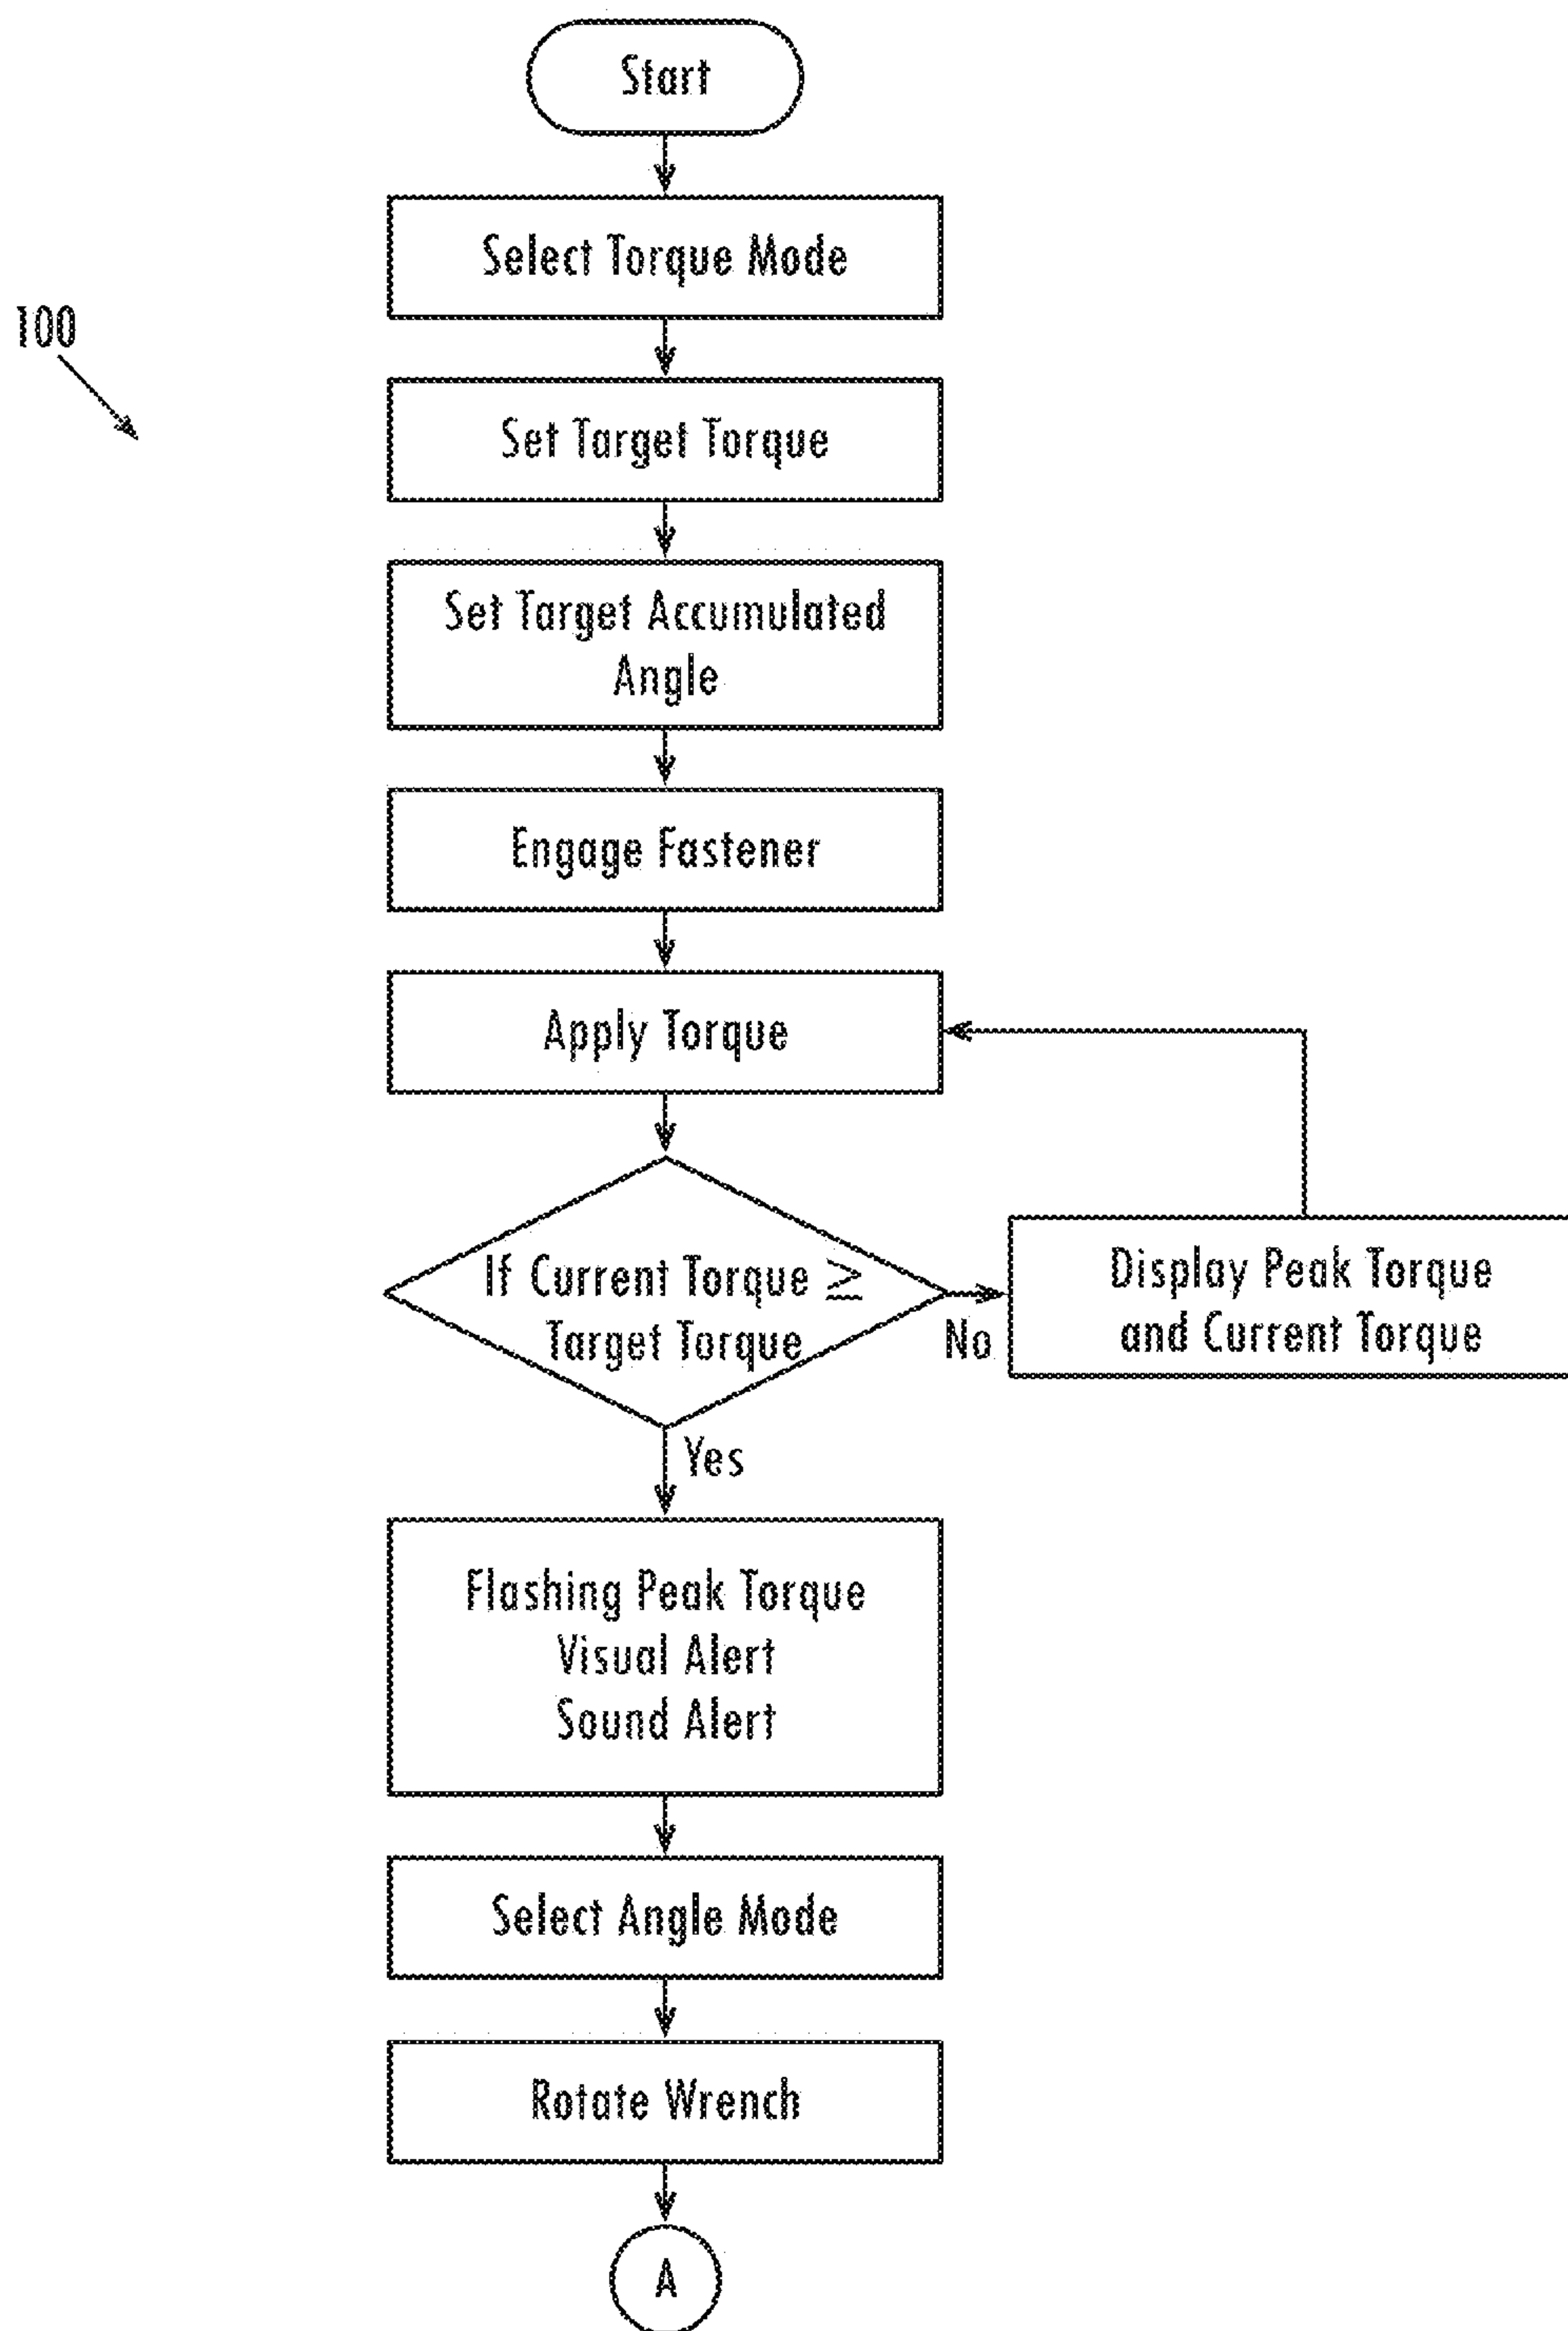 Start
Select Torque Mode
100
Set Target Torque
Set Target Accumulated
Angle
Engage Fastener
Apply Torque
If Current Torque ≥
Target Torque
No
Display Peak Torque
and Current Torque
Yes
Flashing Peak Torque
Visual Alert
Sound Alert
Select Angle Mode
Rotate Wrench
A